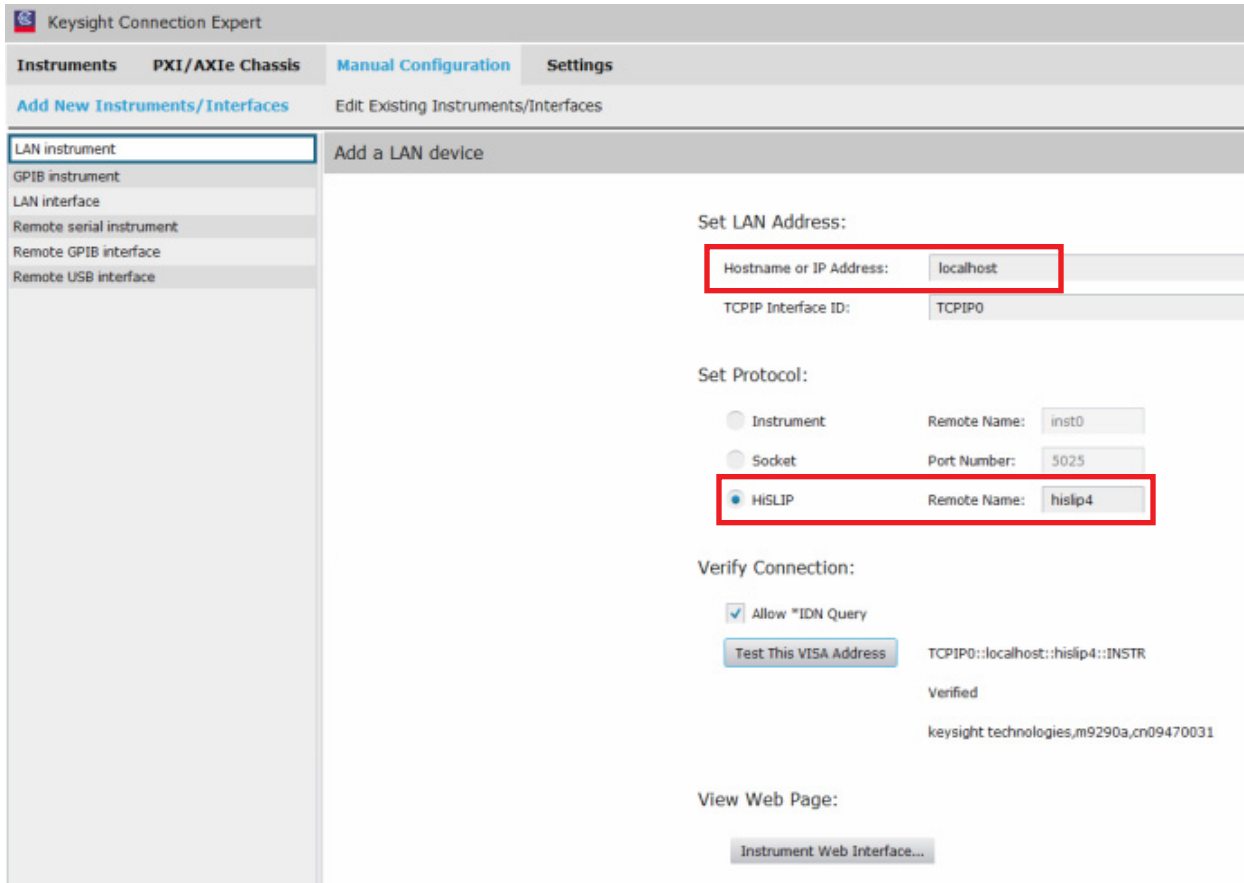 Keysight Connection Expert
Instruments PXI/AXIe Chassis Manual Configuration Settings
Add New Instruments/Interfaces Edit Existing Instruments/Interfaces
LAN instrument
GPIB instrument
LAN interface
Remote serial instrument
Remote GPIB interface
Remote USB interface
Add a LAN device
Set LAN Address:
Hostname or IP Address: localhost
TCPIP Interface ID: TCPIP0
Set Protocol:
Instrument Remote Name: inst0
Socket Port Number: 5025
HiSLIP Remote Name: hislip4
Verify Connection:
Allow *IDN Query
Test This VISA Address TCPIP0::localhost::hislip4::INSTR
Verified
keysight technologies,m9290a,cn09470031
View Web Page:
Instrument Web Interface...